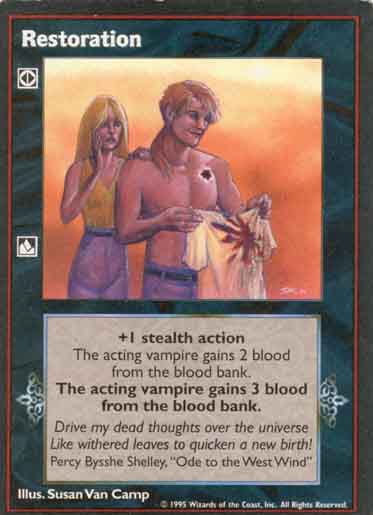 Restoration
+1 stealth action
The acting vampire gains 2 blood
from the blood bank.
The acting vampire gains 3 blood
from the blood bank.
Drive my dead thoughts over the universe
Like withered leaves to quicken a new birth!
Percy Bysshe Shelley, “Ode to the West Wind”
Illus. Susan Van Camp
© 1995 Wizards of the Coast, Inc. All Rights Reserved.